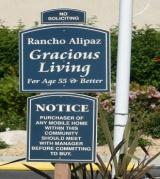 NO
SOLICITING
Rancho Alipaz
Gracious
Living
For Age 55 & Better
NOTICE
PURCHASER OF
ANY MOBILE HOME
WITHIN THIS
COMMUNITY
SHOULD MEET
WITH MANAGER
BEFORE COMMITTING
TO BUY.